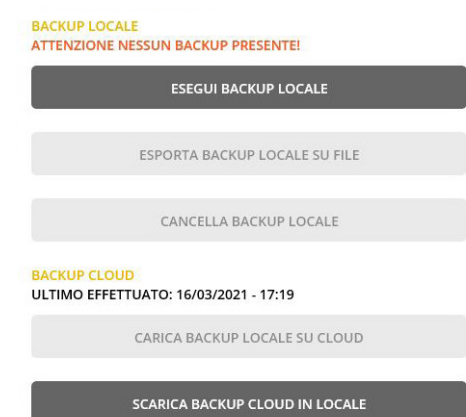 BACKUP LOCALE
ATTENZIONE NESSUN BACKUP PRESENTE!
ESEGUI BACKUP LOCALE
ESPORTA BACKUP LOCALE SU FILE
CANCELLA BACKUP LOCALE
BACKUP CLOUD
ULTIMO EFFETTUATO: 16/03/2021 - 17:19
CARICA BACKUP LOCALE SU CLOUD
SCARICA BACKUP CLOUD IN LOCALE